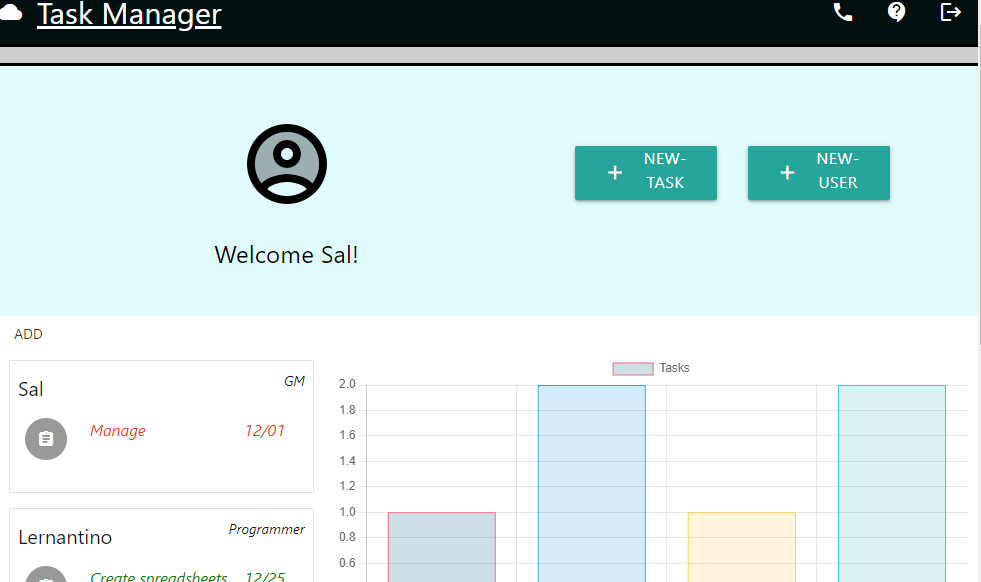 Task Manager
NEW-
TASK
NEW-
USER
Welcome Sal!
ADD
Sal
GM
Manage 12/01
Lernantino
Programmer
Create spreadsheets 12/25
Tasks
2.0
1.8
1.6
1.4
1.2
1.0
0.8
0.6